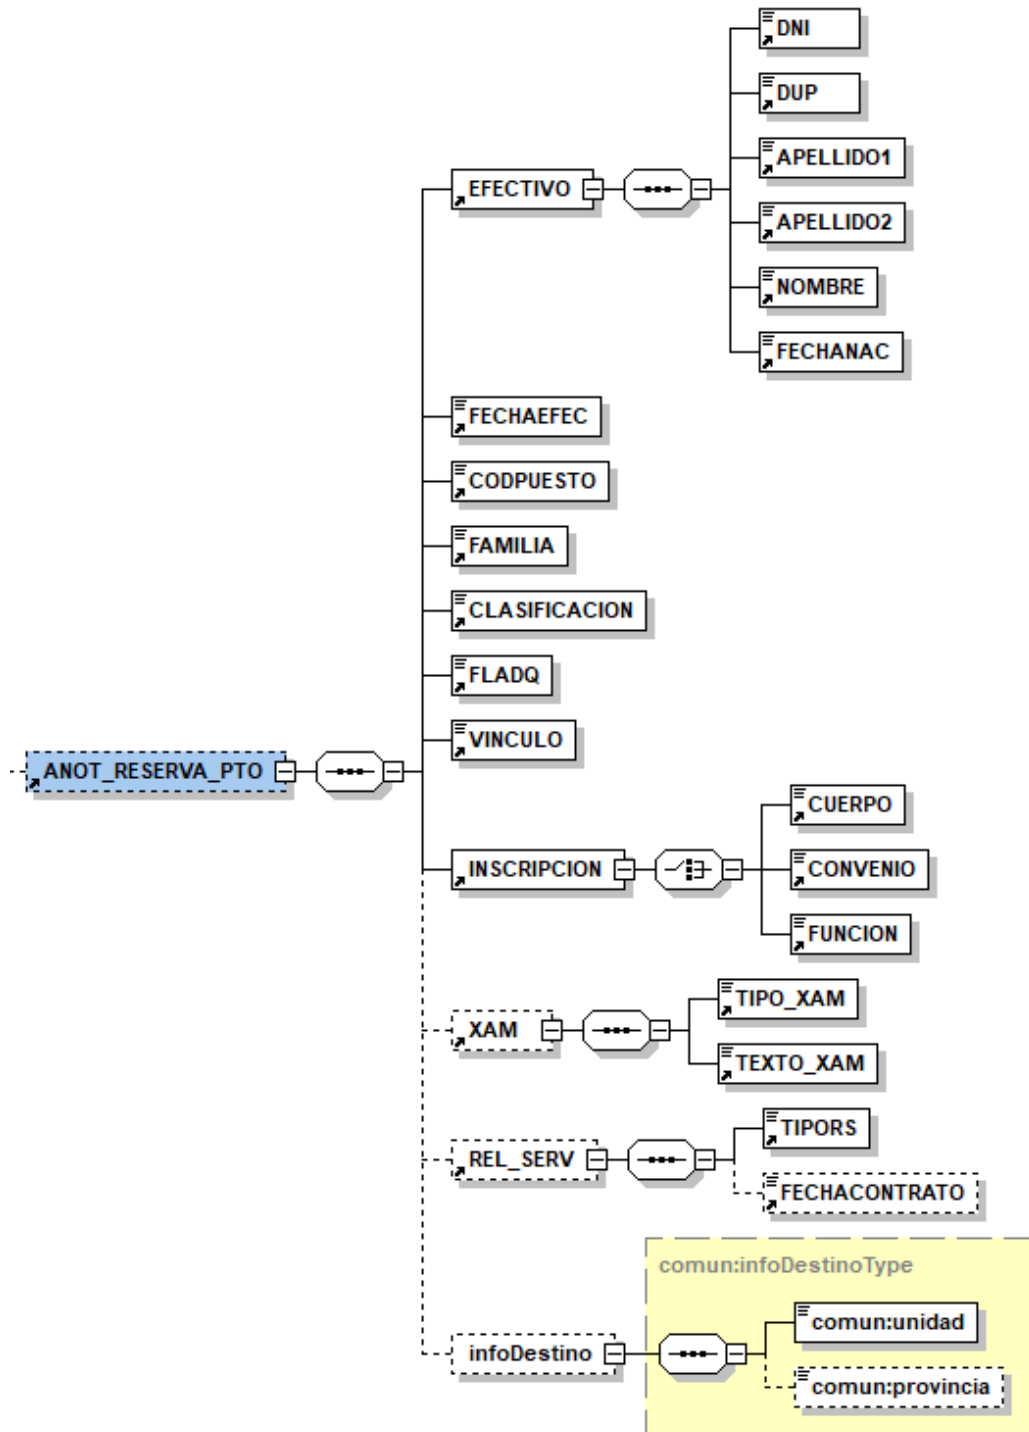 DNI
DUP
APELLIDO1
EFECTIVO
APELLIDO2
NOMBRE
FECHANAC
FECHAEFEC
CODPUESTO
FAMILIA
CLASIFICACION
FLADQ
VINCULO
ANOT_RESERVA_PTO
CUERPO
INSCRIPCION
CONVENIO
FUNCION
TIPO_XAM
XAM
TEXTO_XAM
TIPORS
REL_SERV
FECHACONTRATO
comun:infoDestinoType
comun:unidad
infoDestino
comun:provincia